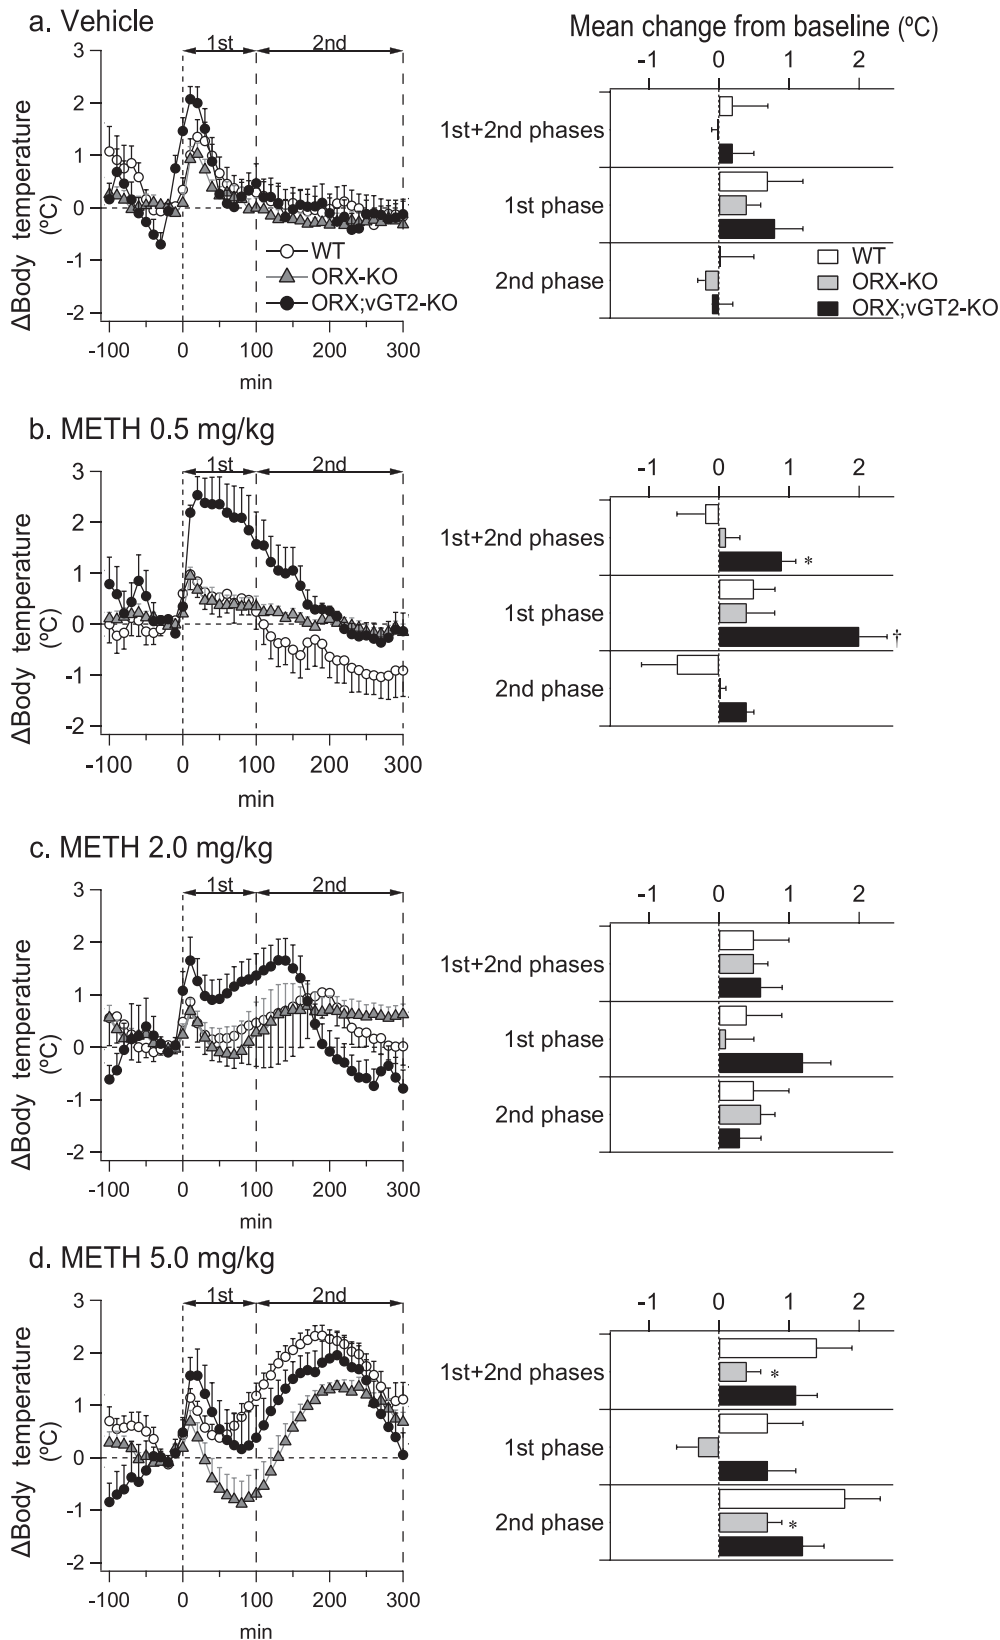 a. Vehicle
Mean change from baseline (ºC)
1st
2nd
3
2
1
0
-1
-2
ΔBody temperature
(ºC)
WT
ORX-KO
ORX;vGT2-KO
-100
0
100
200
300
min
-1
0
1
2
1st+2nd phases
1st phase
2nd phase
WT
ORX-KO
ORX;vGT2-KO
b. METH 0.5 mg/kg
1st
2nd
3
2
1
0
-1
-2
ΔBody temperature
(ºC)
-100
0
100
200
300
min
-1
0
1
2
1st+2nd phases
*
1st phase
†
2nd phase
c. METH 2.0 mg/kg
1st
2nd
3
2
1
0
-1
-2
ΔBody temperature
(ºC)
-100
0
100
200
300
min
-1
0
1
2
1st+2nd phases
1st phase
2nd phase
d. METH 5.0 mg/kg
1st
2nd
3
2
1
0
-1
-2
ΔBody temperature
(ºC)
-100
0
100
200
300
min
-1
0
1
2
1st+2nd phases
*
1st phase
2nd phase
*